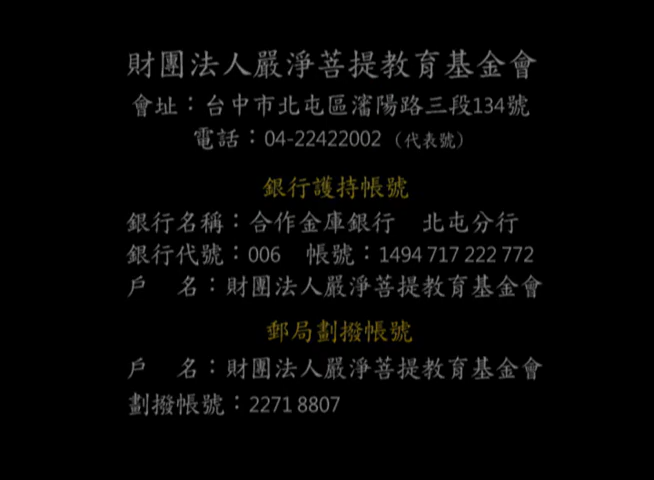 財團法人嚴淨菩提教育基金會
會址：台中市北屯區瀋陽路三段134號
電話：04-22422002（代表號）
銀行護持帳號
銀行名稱：合作金庫銀行　北屯分行
銀行代號：006　帳號：1494 717 222 772
戶　名：財團法人嚴淨菩提教育基金會
郵局劃撥帳號
戶　名：財團法人嚴淨菩提教育基金會
劃撥帳號：2271 8807